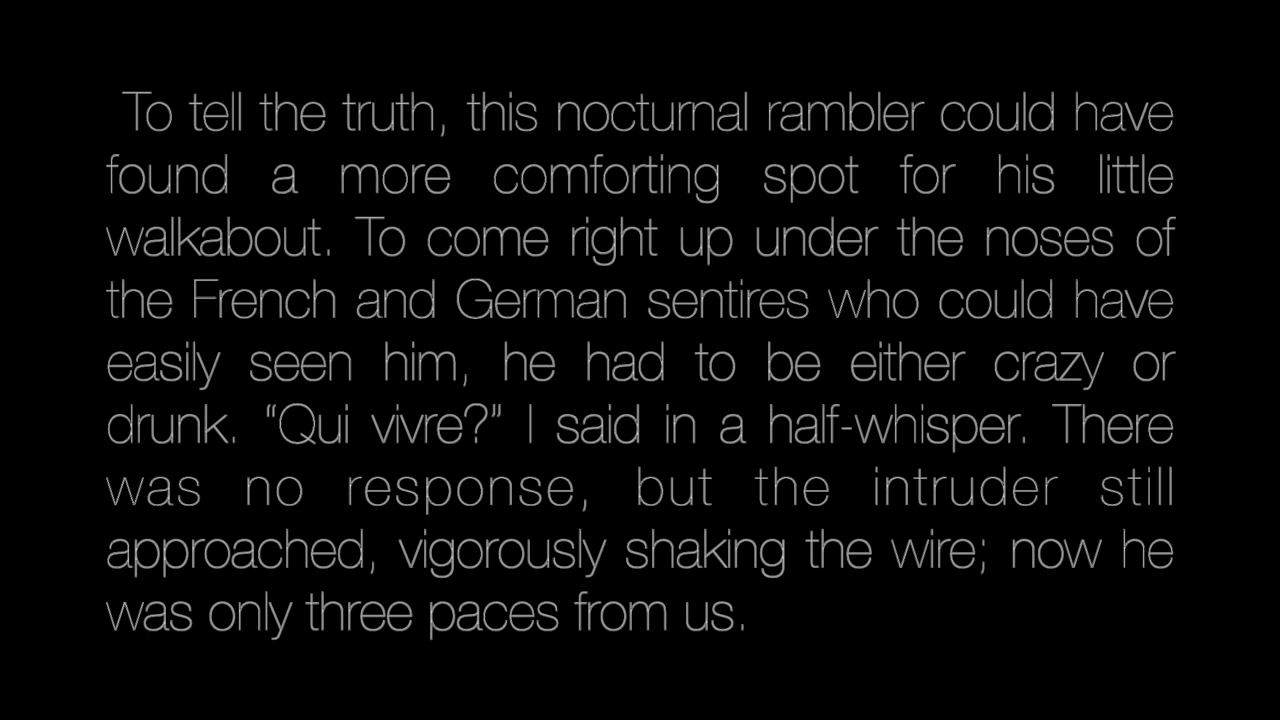 To tell the truth, this nocturnal rambler could have
found a more comforting spot for his little
walkabout. To come right up under the noses of
the French and German sentires who could have
easily seen him, he had to be either crazy or
drunk. “Qui vivre?” I said in a half-whisper. There
was no response, but the intruder still
approached, vigorously shaking the wire; now he
was only three paces from us.